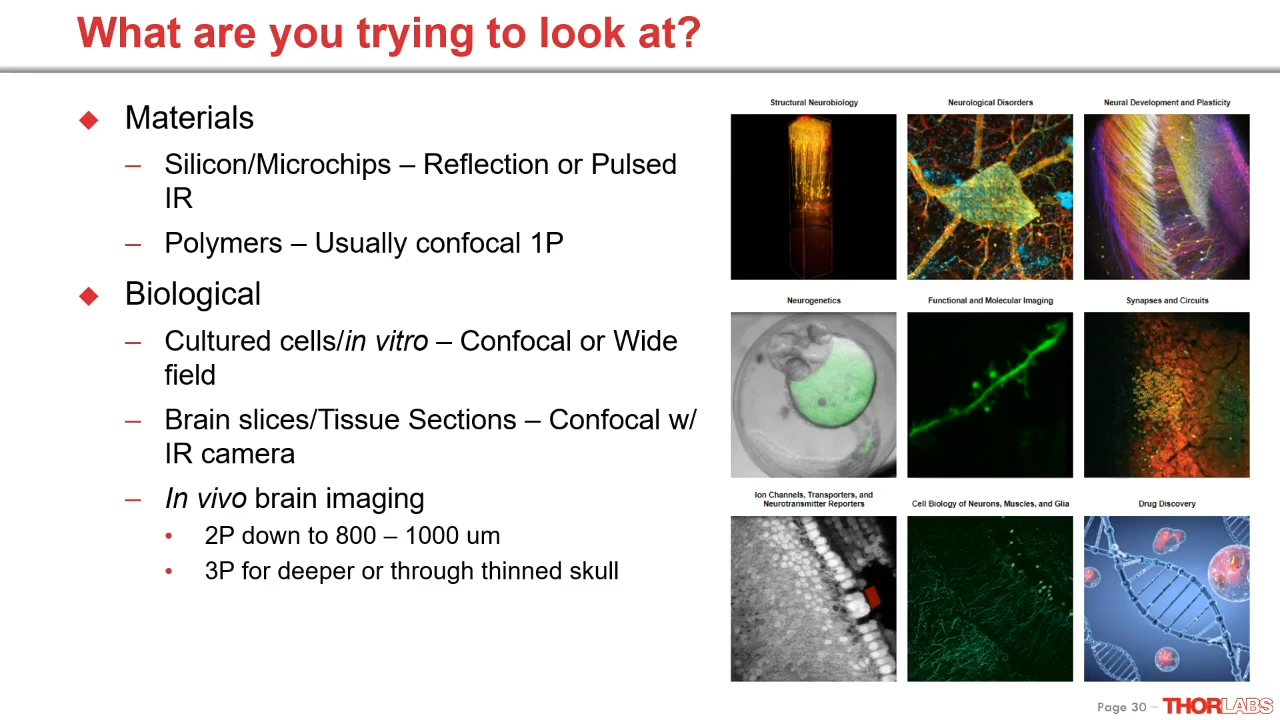 What are you trying to look at?
◆ Materials
– Silicon/Microchips – Reflection or Pulsed
IR
– Polymers – Usually confocal 1P
◆ Biological
– Cultured cells/in vitro – Confocal or Wide
field
– Brain slices/Tissue Sections – Confocal w/
IR camera
– In vivo brain imaging
• 2P down to 800 – 1000 um
• 3P for deeper or through thinned skull
Structural Neurobiology
Neurological Disorders
Neural Development and Plasticity
Neurogenetics
Functional and Molecular Imaging
Synapses and Circuits
Ion Channels, Transporters, and
Neurotransmitter Reporters
Cell Biology of Neurons, Muscles, and Glia
Drug Discovery
Page 30 –
THORLABS